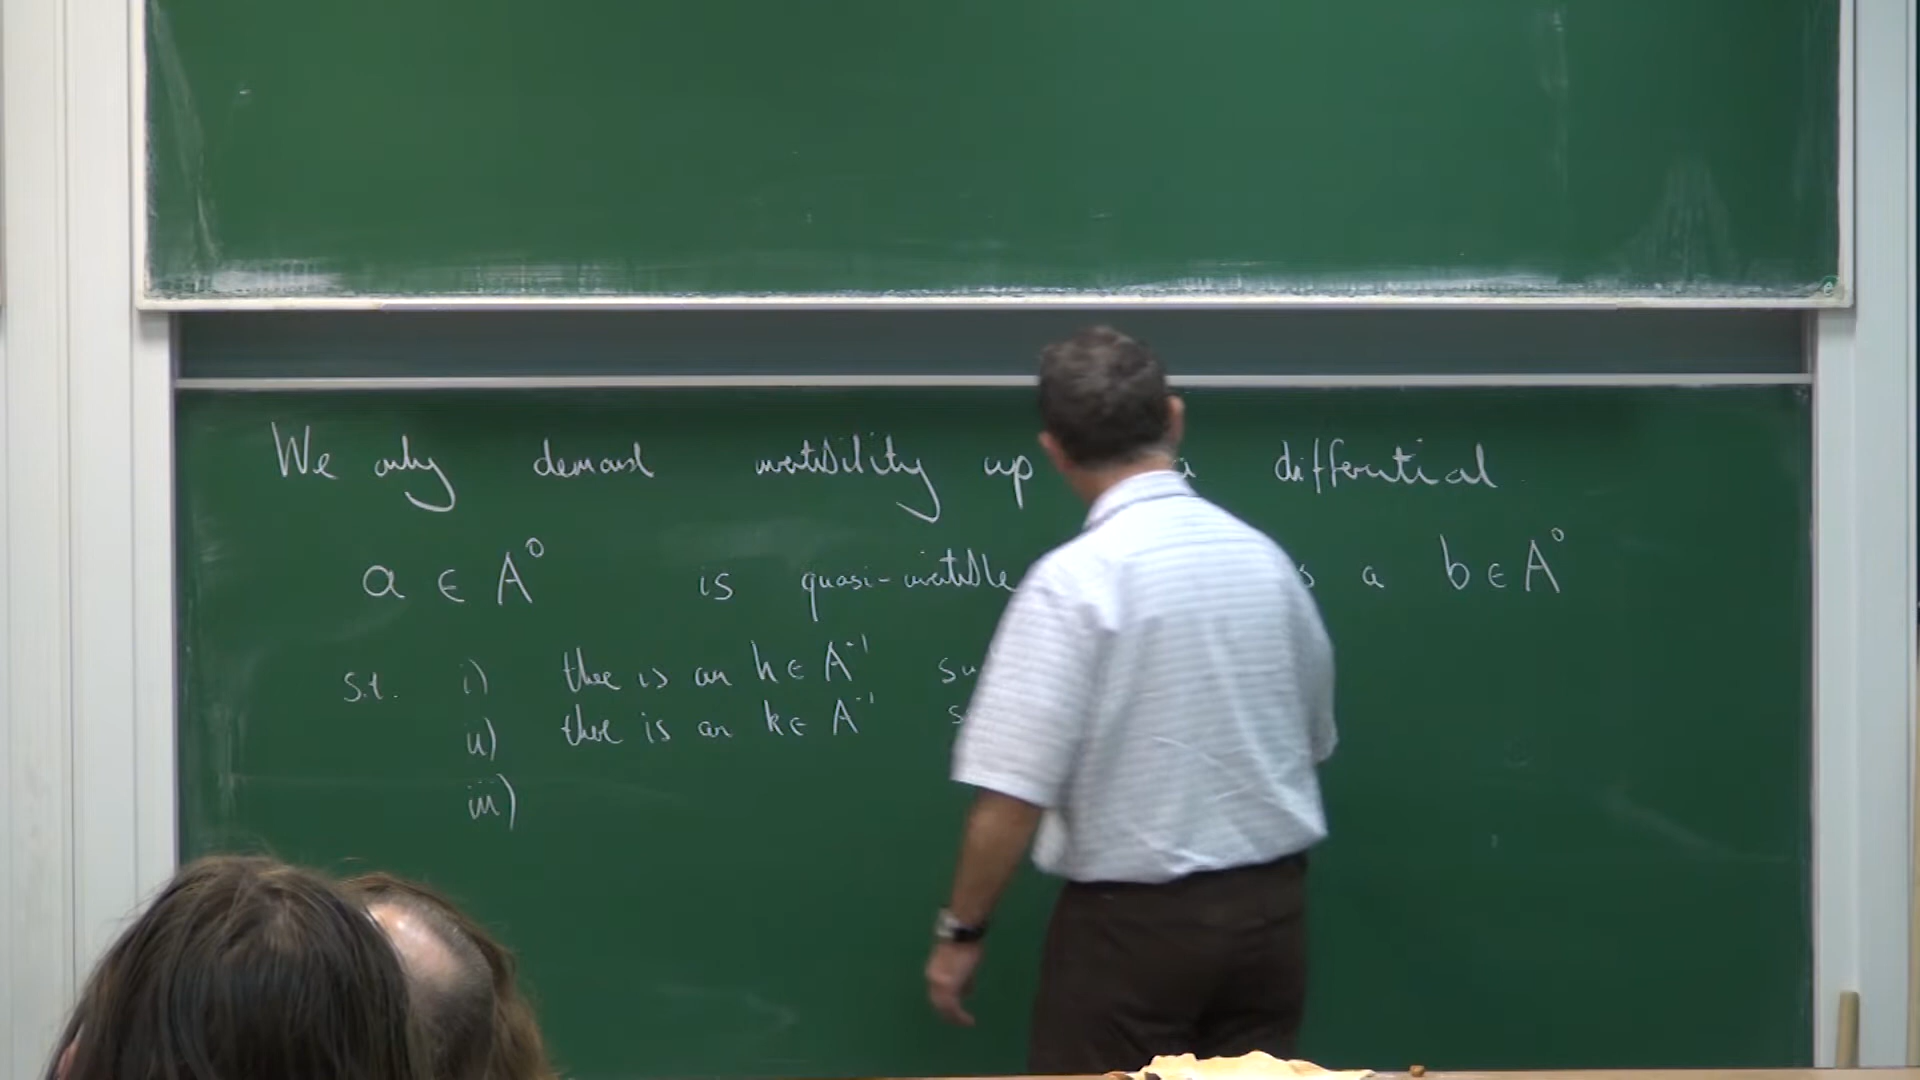 We only demand invertibility up a differential
a ∈ A⁰ is quasi-invertible a b ∈ A⁰
s.t. i) there is an h ∈ A⁻¹
ii) there is an k ∈ A⁻¹
iii)